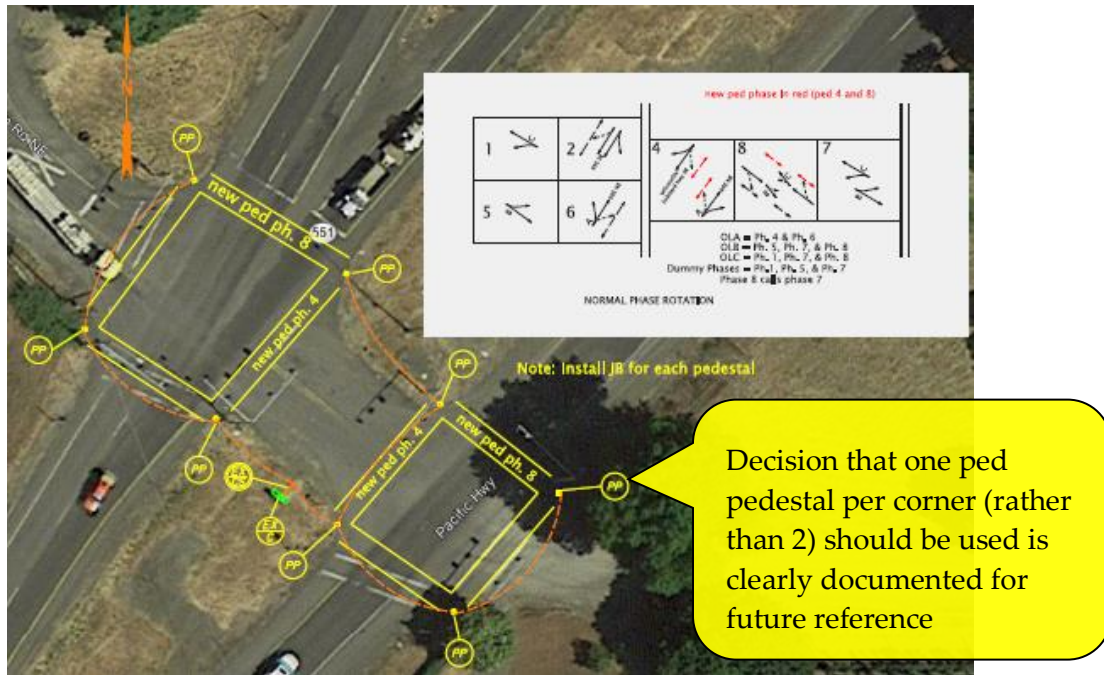 N
Rd NE
PP
new ped ph. 8
551
PP
new ped ph. 4
PP
PP
PP
new ped ph. 4
new ped ph. 8
PP
Pacific Hwy
EX
PP
PP
Note: Install JB for each pedestal
new ped phase in red (ped 4 and 8)
1
2
4
8
7
5
6
OLA = Ph. 4 & Ph. 6
OLB = Ph. 5, Ph. 7, & Ph. 8
OLC = Ph. 1, Ph. 7, & Ph. 8
Dummy Phases = Ph.1, Ph. 5, & Ph. 7
Phase 8 calls phase 7
NORMAL PHASE ROTATION
Decision that one ped
pedestal per corner (rather
than 2) should be used is
clearly documented for
future reference